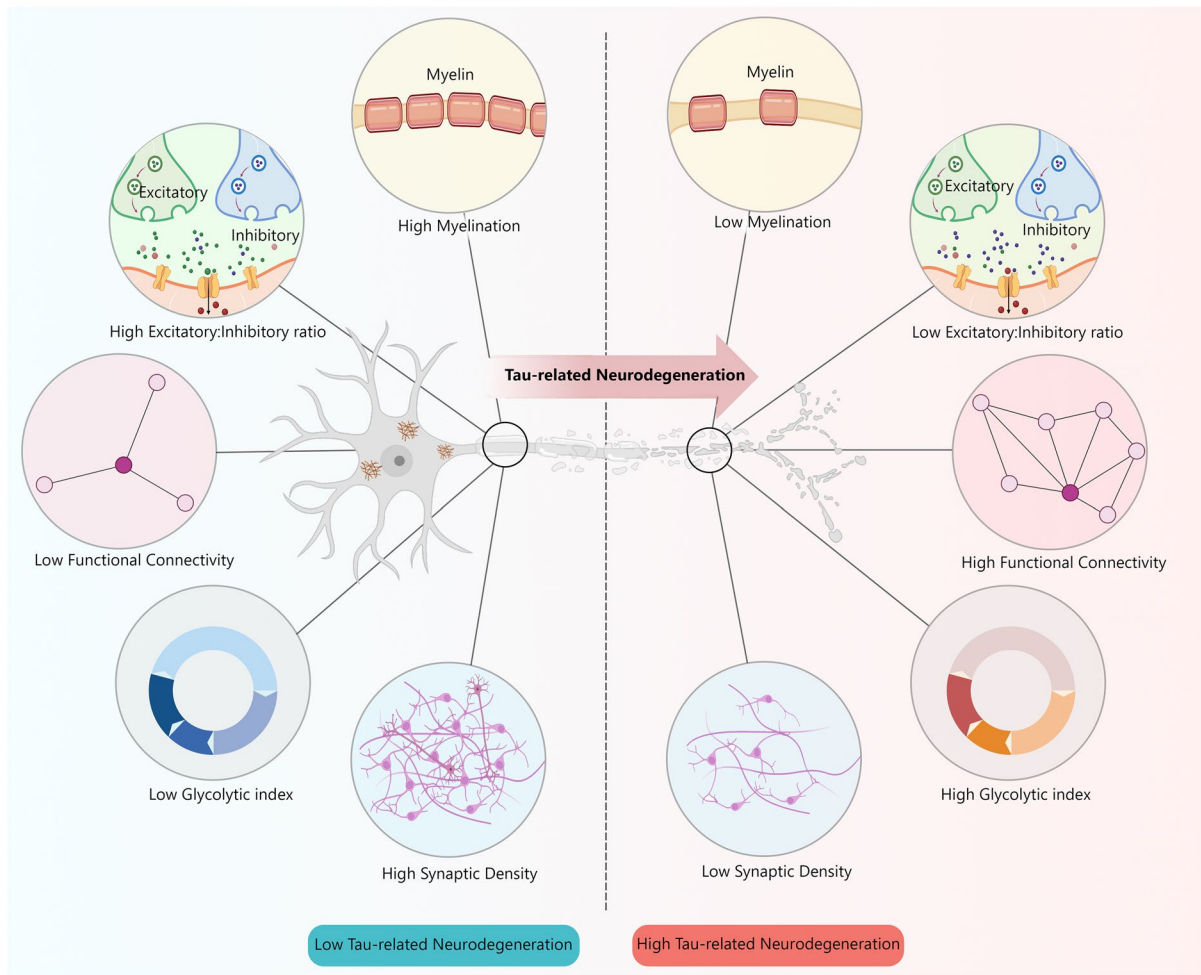 Myelin
High Myelination
Excitatory
Inhibitory
High Excitatory:Inhibitory ratio
Low Functional Connectivity
Low Glycolytic index
High Synaptic Density
Tau-related Neurodegeneration
Myelin
Low Myelination
Excitatory
Inhibitory
Low Excitatory:Inhibitory ratio
High Functional Connectivity
High Glycolytic index
Low Synaptic Density
Low Tau-related Neurodegeneration
High Tau-related Neurodegeneration